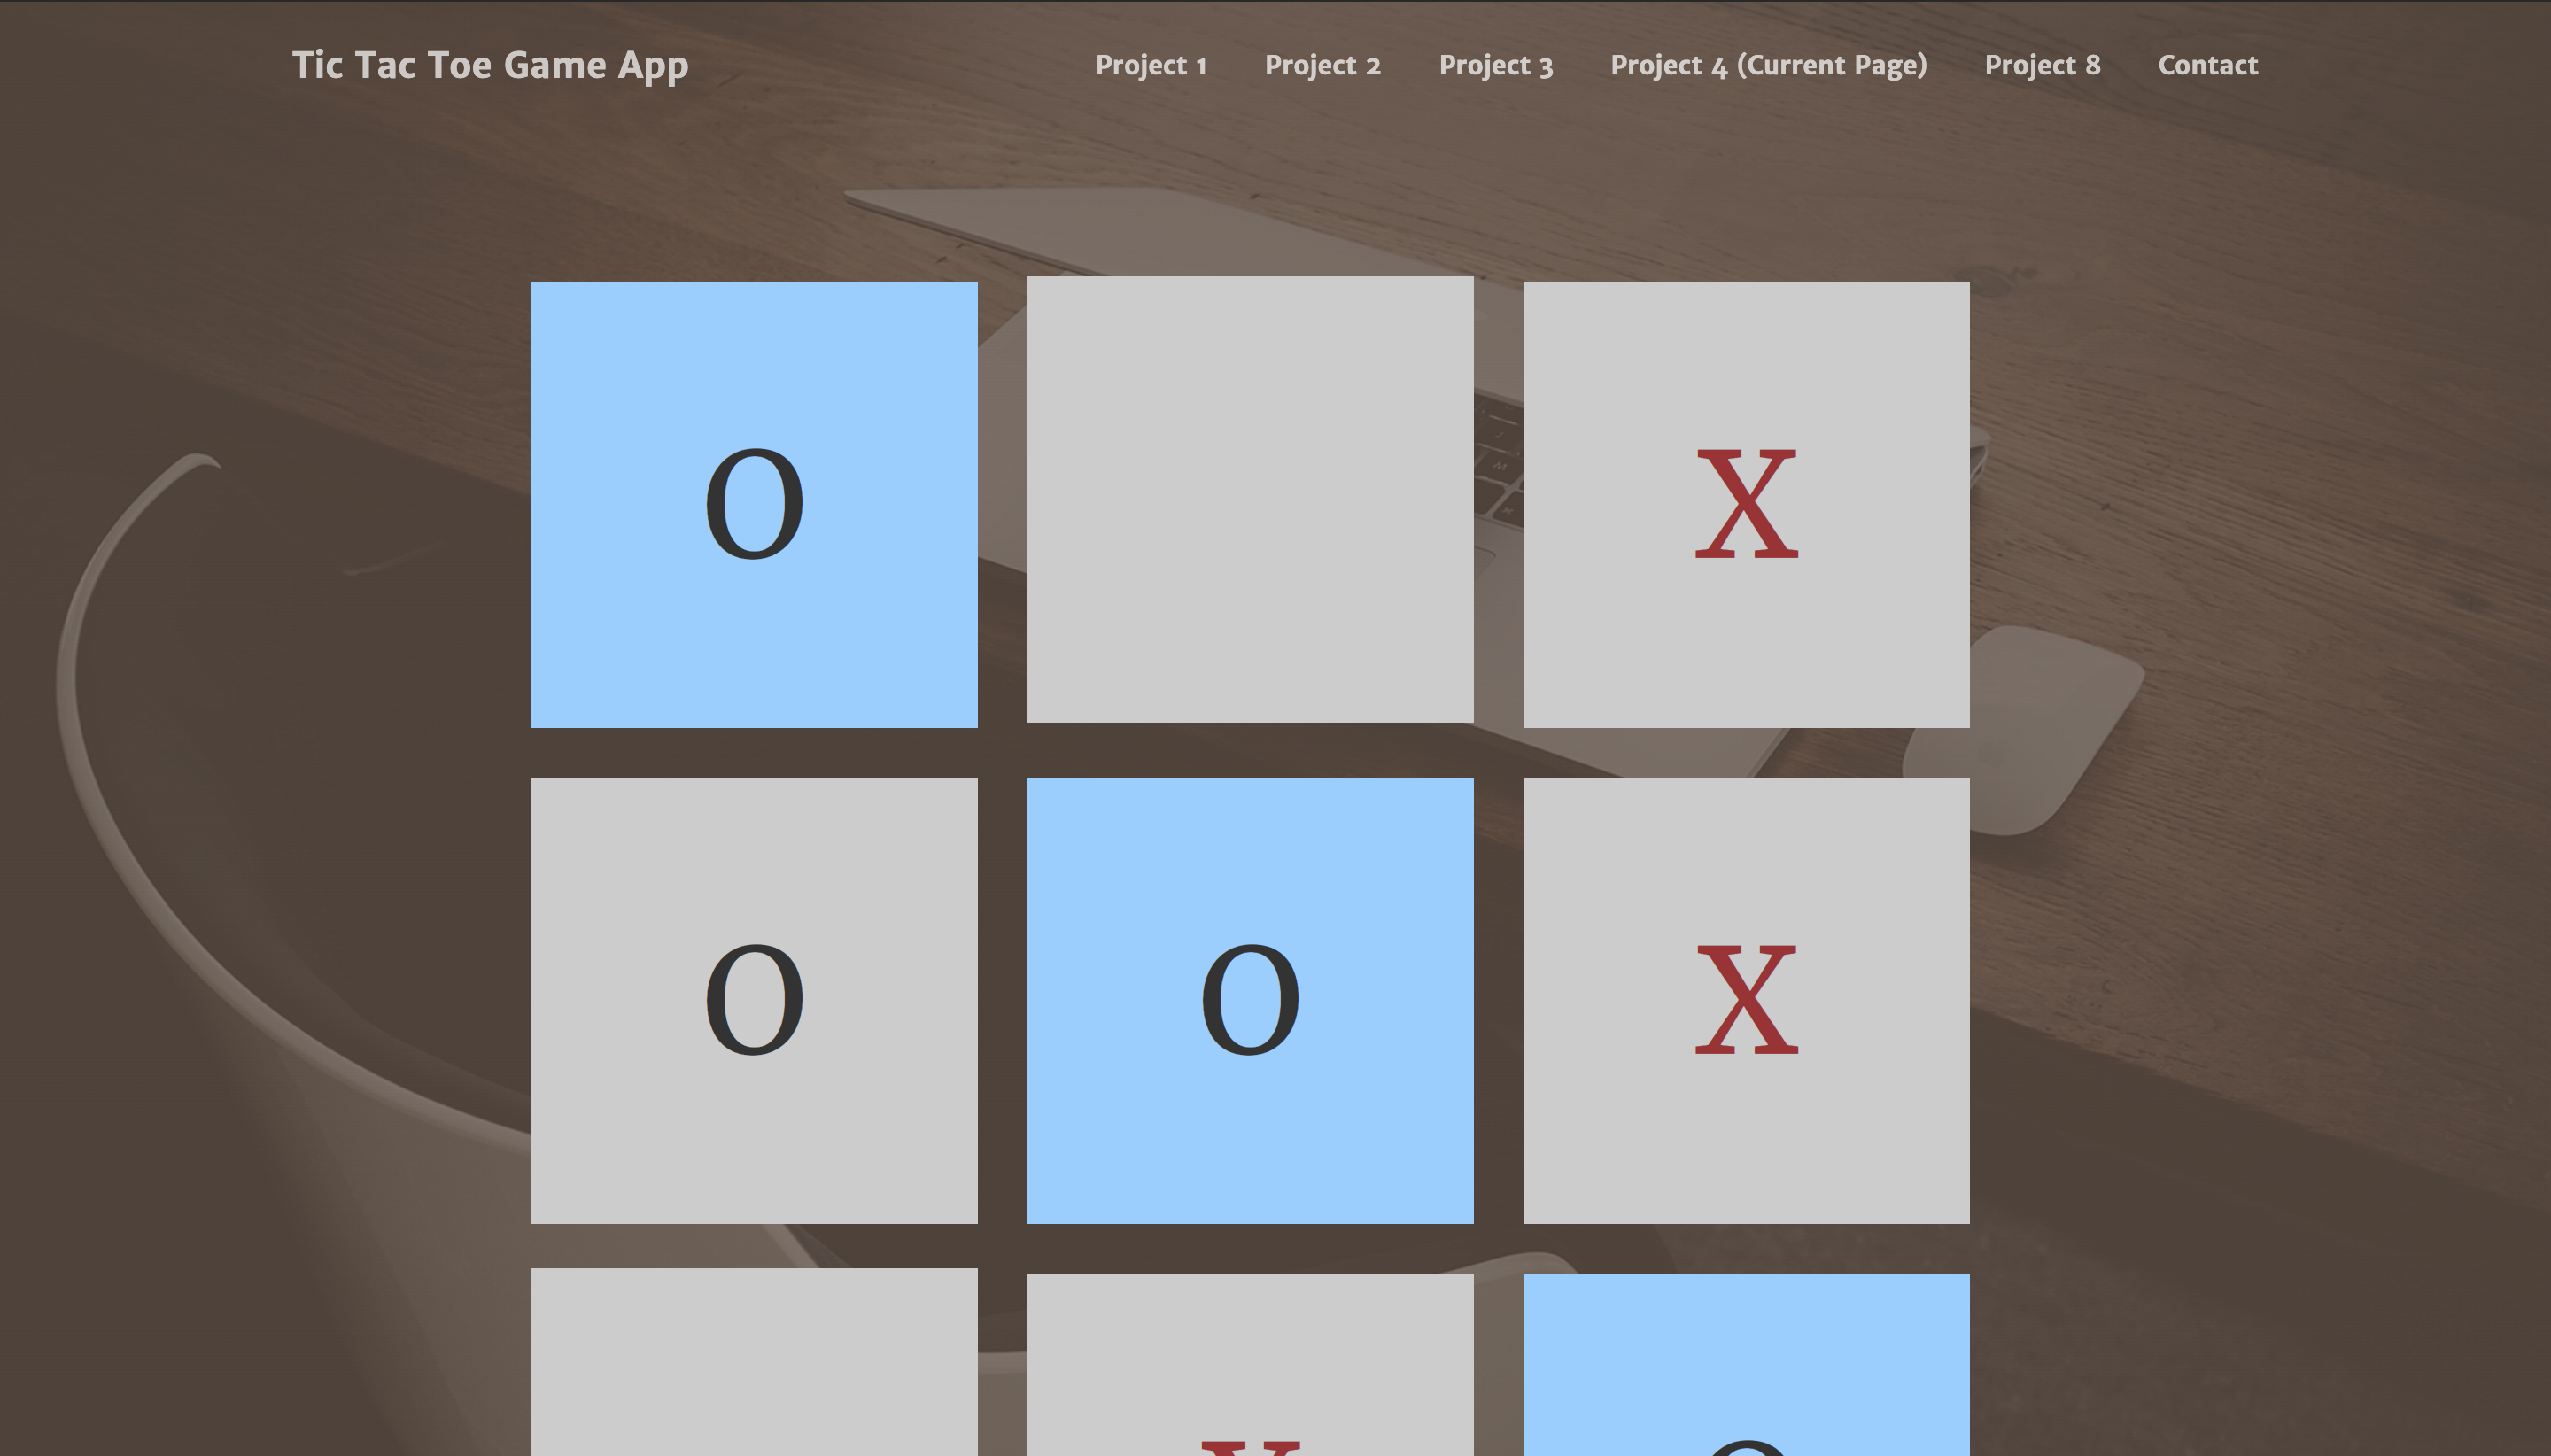 Tic Tac Toe Game App
Project 1 Project 2 Project 3 Project 4 (Current Page) Project 8 Contact
O X
O O X
X O